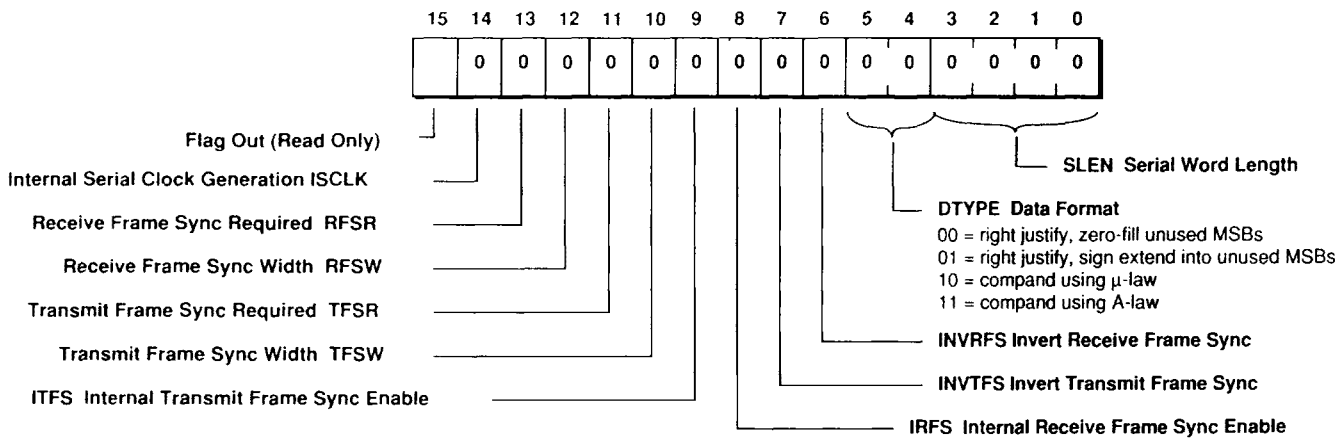 15 14 13 12 11 10 9 8 7 6 5 4 3 2 1 0
0 0 0 0 0 0 0 0 0 0 0 0 0 0 0
Flag Out (Read Only)
Internal Serial Clock Generation ISCLK
Receive Frame Sync Required RFSR
Receive Frame Sync Width RFSW
Transmit Frame Sync Required TFSR
Transmit Frame Sync Width TFSW
ITFS Internal Transmit Frame Sync Enable
SLEN Serial Word Length
DTYPE Data Format
00 = right justify, zero-fill unused MSBs
01 = right justify, sign extend into unused MSBs
10 = compand using μ-law
11 = compand using A-law
INVRFS Invert Receive Frame Sync
INVTFS Invert Transmit Frame Sync
IRFS Internal Receive Frame Sync Enable